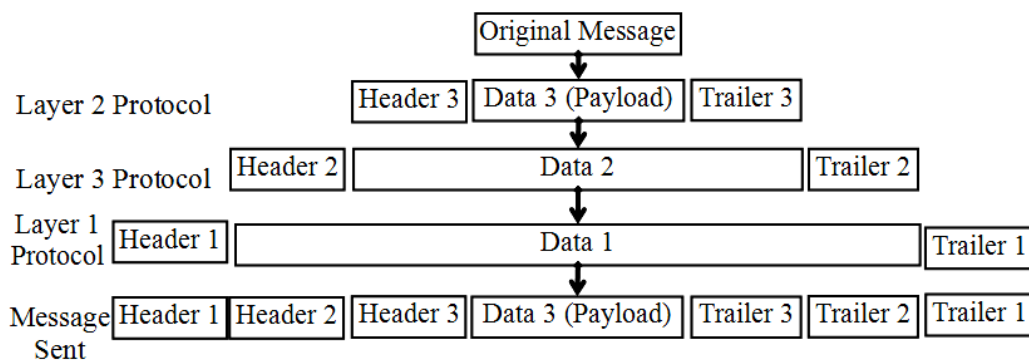 Original Message
Layer 2 Protocol Header 3 Data 3 (Payload) Trailer 3
Layer 3 Protocol Header 2 Data 2 Trailer 2
Layer 1
Protocol Header 1 Data 1 Trailer 1
Message
Sent Header 1 Header 2 Header 3 Data 3 (Payload) Trailer 3 Trailer 2 Trailer 1